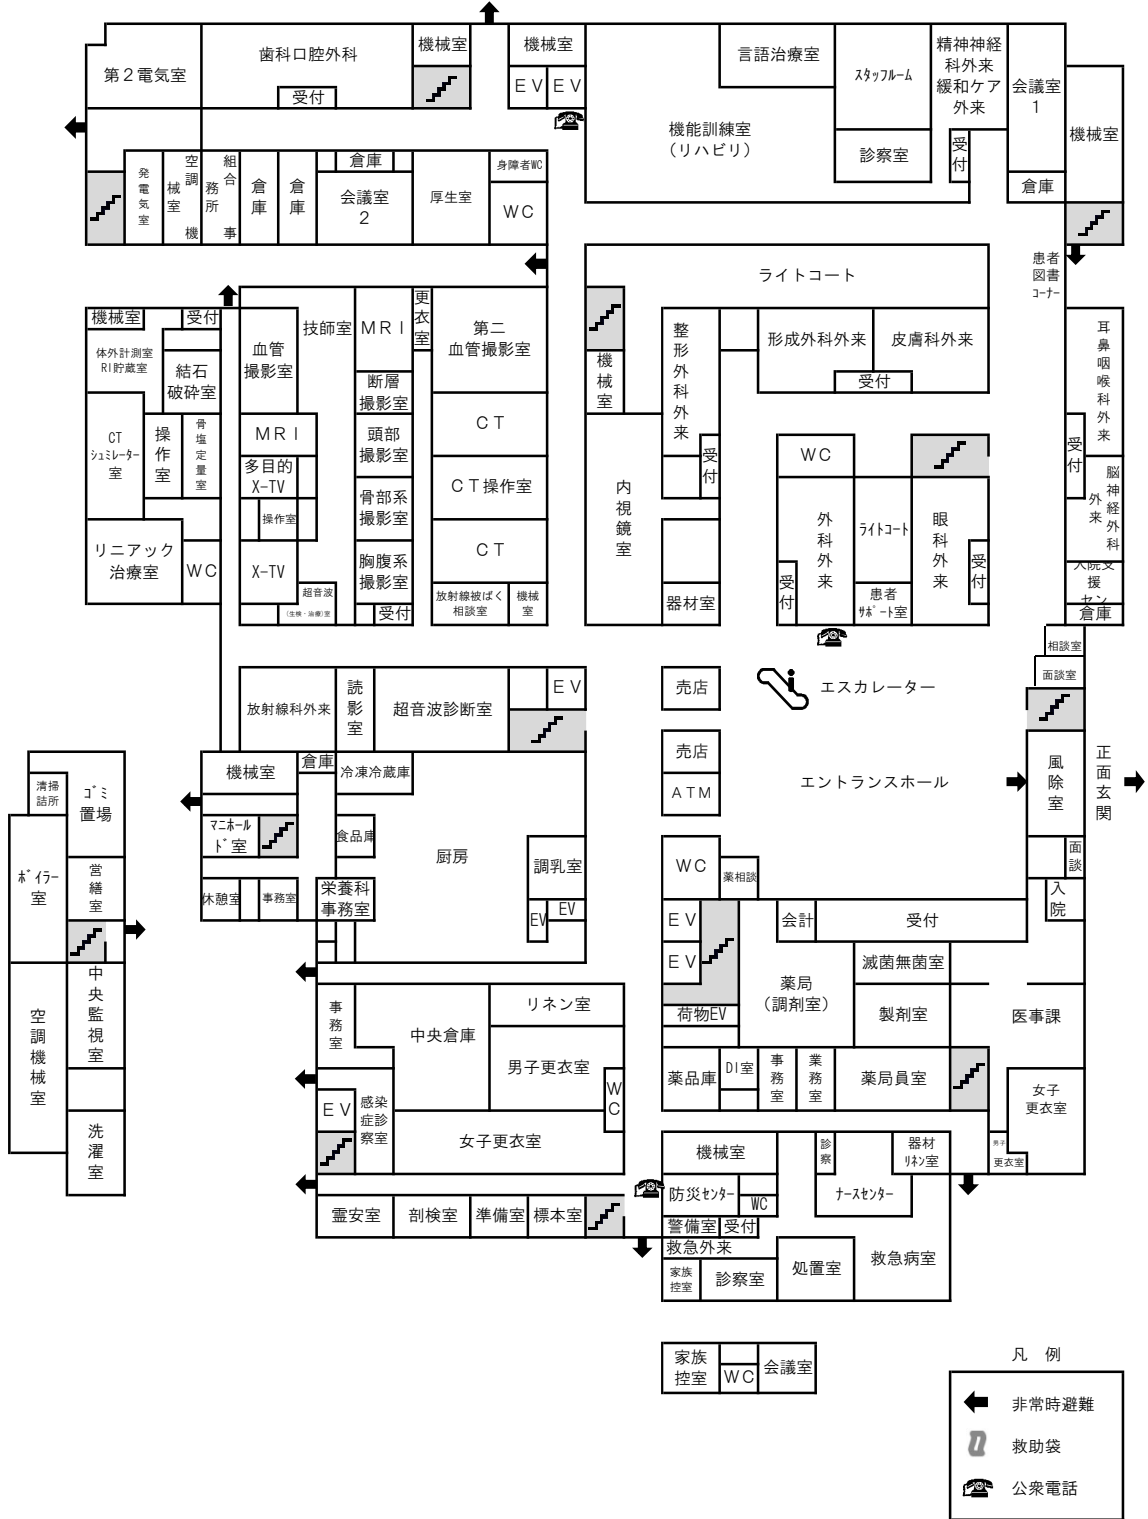 第２電気室
歯科口腔外科
受付
機械室
機械室
ＥＶ
ＥＶ
言語治療室
機能訓練室
（リハビリ）
ｽﾀｯﾌﾙｰﾑ
診察室
精神神経
科外来
緩和ケア
外来
受付
会議室
1
倉庫
機械室
発電気室
空調機
械室
組合事
務所
倉庫
倉庫
倉庫
会議室
２
厚生室
身障者WC
ＷＣ
患者
図書
ｺｰﾅｰ
ライトコート
機械室
受付
体外計測室
RI貯蔵室
結石
破砕室
CT
ｼｭﾐﾚｰﾀｰ
室
操作室
骨塩定量室
リニアック
治療室
ＷＣ
血管
撮影室
技師室
ＭＲＩ
更衣室
第二
血管撮影室
断層
撮影室
ＭＲＩ
頭部
撮影室
ＣＴ
多目的
X-TV
操作室
骨部系
撮影室
ＣＴ操作室
X-TV
胸腹系
撮影室
ＣＴ
超音波
（生検・治療）室
受付
放射線被ばく
相談室
機械
室
機械室
整形外科外来
受付
形成外科外来
皮膚科外来
受付
内視鏡室
器材室
ＷＣ
外科外来
受付
ﾗｲﾄｺｰﾄ
眼科外来
受付
患者
ｻﾎﾟｰﾄ室
耳鼻咽喉科外来
受付
脳神経外科
外来
入院支
援
セン
倉庫
相談室
面談室
放射線科外来
読影室
超音波診断室
ＥＶ
売店
エスカレーター
売店
ＡＴＭ
エントランスホール
風除室
正面玄関
機械室
倉庫
冷凍冷蔵庫
ﾏﾆﾎｰﾙ
ﾄﾞ室
食品庫
厨房
調乳室
EV
EV
休憩室
事務室
栄養科
事務室
清掃
詰所
ｺﾞﾐ
置場
ﾎﾞｲﾗｰ
室
営繕室
中央監視室
空調機械室
洗濯室
ＷＣ
薬相談
ＥＶ
ＥＶ
荷物EV
会計
受付
面談
入院
薬局
（調剤室）
滅菌無菌室
製剤室
医事課
薬品庫
DI室
事務室
業務室
薬局員室
女子
更衣室
男子
更衣室
事務室
中央倉庫
リネン室
男子更衣室
ＷＣ
ＥＶ
感染症診察室
女子更衣室
霊安室
剖検室
準備室
標本室
機械室
診察
器材
ﾘﾈﾝ室
防災ｾﾝﾀｰ
WC
ﾅｰｽｾﾝﾀｰ
警備室
受付
救急外来
家族
控室
診察室
処置室
救急病室
家族
控室
ＷＣ
会議室
凡　例
非常時避難
救助袋
公衆電話